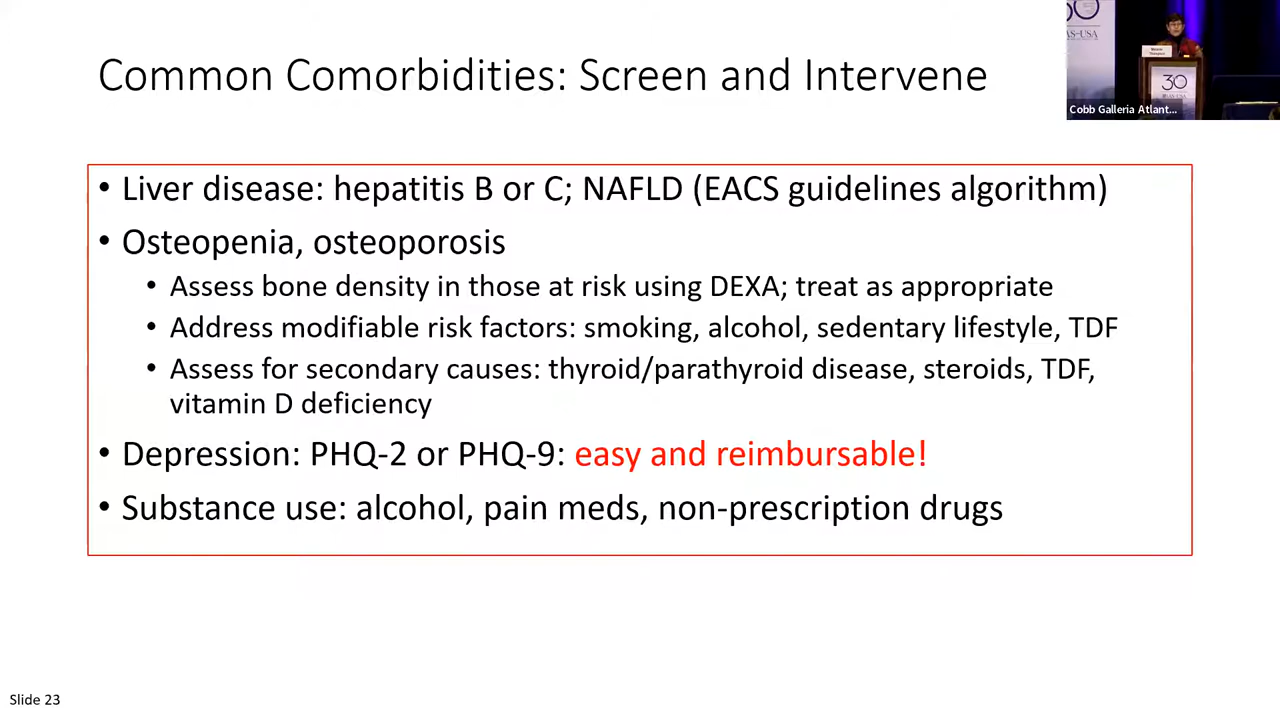 Common Comorbidities: Screen and Intervene
30
IAS-USA
30
Cobb Galleria Atlant...
• Liver disease: hepatitis B or C; NAFLD (EACS guidelines algorithm)
• Osteopenia, osteoporosis
• Assess bone density in those at risk using DEXA; treat as appropriate
• Address modifiable risk factors: smoking, alcohol, sedentary lifestyle, TDF
• Assess for secondary causes: thyroid/parathyroid disease, steroids, TDF,
vitamin D deficiency
• Depression: PHQ-2 or PHQ-9: easy and reimbursable!
• Substance use: alcohol, pain meds, non-prescription drugs
Slide 23